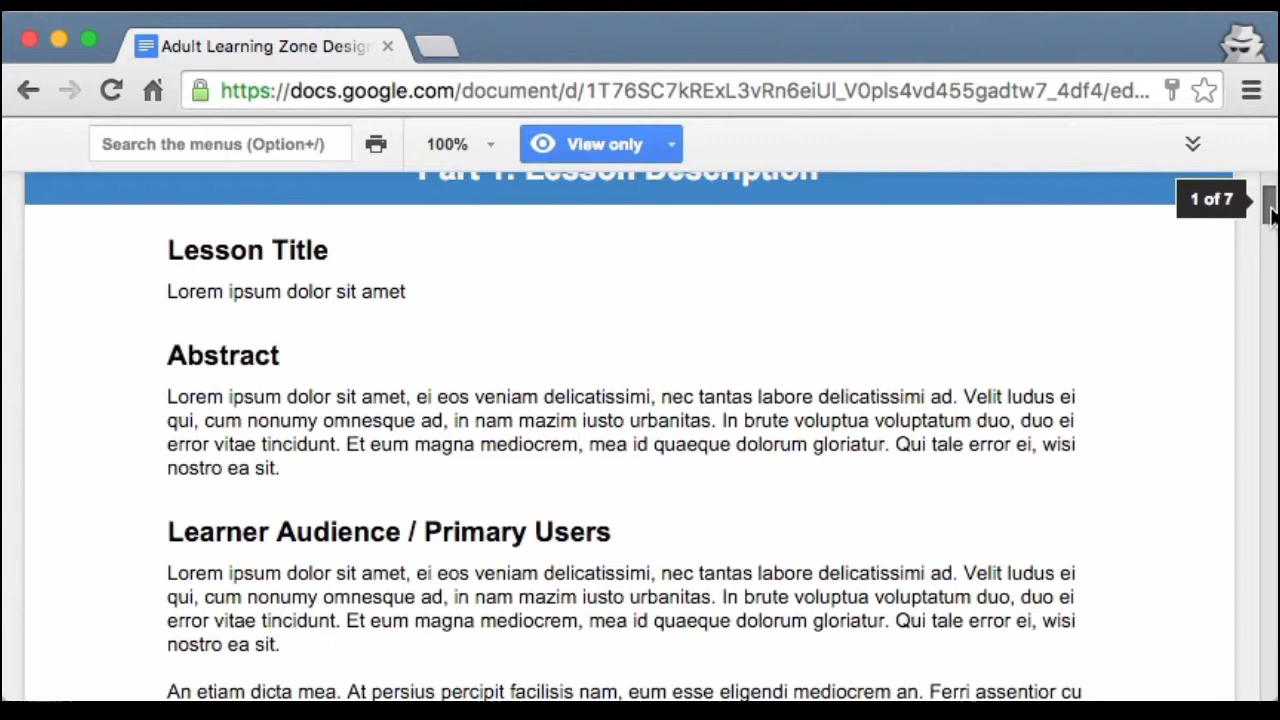 Adult Learning Zone Desig
https://docs.google.com/document/d/1T76SC7kRExL3vRn6eiUl_V0pls4vd455gadtw7_4df4/ed...
Search the menus (Option+/)
100%
View only
Part 1: Lesson Description
1 of 7
Lesson Title
Lorem ipsum dolor sit amet
Abstract
Lorem ipsum dolor sit amet, ei eos veniam delicatissimi, nec tantas labore delicatissimi ad. Velit ludus ei
qui, cum nonumy omnesque ad, in nam mazim iusto urbanitas. In brute voluptua voluptatum duo, duo ei
error vitae tincidunt. Et eum magna mediocrem, mea id quaeque dolorum gloriatur. Qui tale error ei, wisi
nostro ea sit.
Learner Audience / Primary Users
Lorem ipsum dolor sit amet, ei eos veniam delicatissimi, nec tantas labore delicatissimi ad. Velit ludus ei
qui, cum nonumy omnesque ad, in nam mazim iusto urbanitas. In brute voluptua voluptatum duo, duo ei
error vitae tincidunt. Et eum magna mediocrem, mea id quaeque dolorum gloriatur. Qui tale error ei, wisi
nostro ea sit.
An etiam dicta mea. At persius percipit facilisis nam, eum esse eligendi mediocrem an. Ferri assentior cu